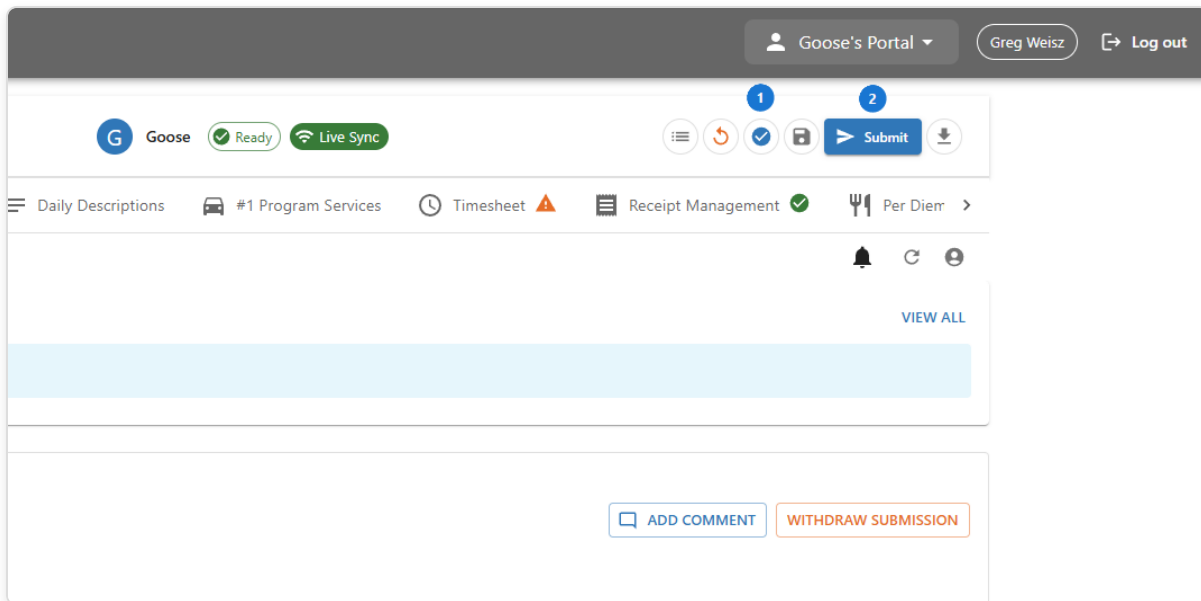 Goose's Portal Greg Weisz Log out
1 2
G Goose Ready Live Sync Submit
Daily Descriptions #1 Program Services Timesheet Receipt Management Per Diem
VIEW ALL
ADD COMMENT WITHDRAW SUBMISSION